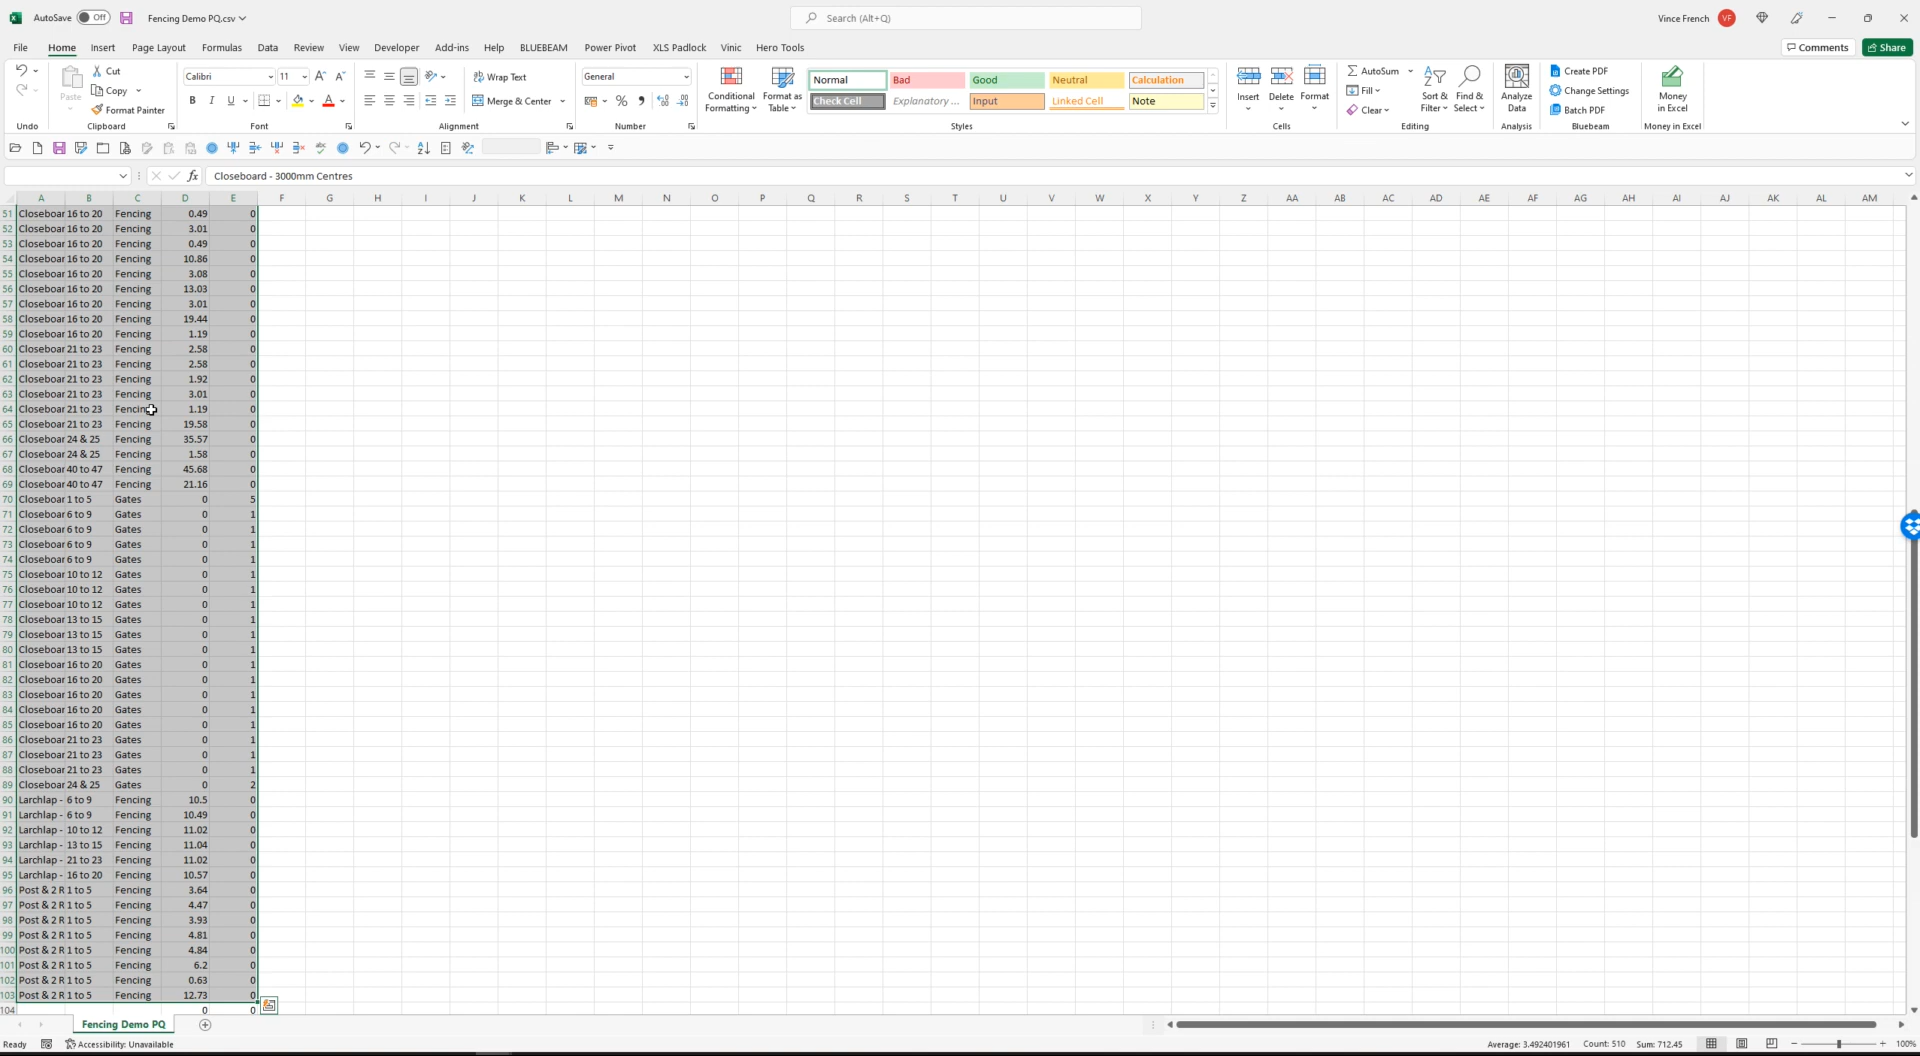 AutoSave Off Fencing Demo PQ.csv Search (Alt+Q) Vince French VF
File Home Insert Page Layout Formulas Data Review View Developer Add-ins Help BLUEBEAM Power Pivot XLS Padlock Vinic Hero Tools Comments Share
Cut Calibri 11 Wrap Text General Normal Bad Good Neutral Calculation AutoSum Create PDF
Paste Copy Merge & Center Conditional Formatting Format as Table Insert Delete Format Fill Sort & Filter Find & Select Analyze Data Change Settings Money in Excel
Format Painter B I U Check Cell Explanatory ... Input Linked Cell Note Clear Batch PDF
Undo Clipboard Font Alignment Number Styles Cells Editing Analysis Bluebeam Money in Excel
fx Closeboard - 3000mm Centres
A B C D E F G H I J K L M N O P Q R S T U V W X Y Z AA AB AC AD AE AF AG AH AI AJ AK AL AM
51 Closeboar 16 to 20 Fencing 0.49 0
52 Closeboar 16 to 20 Fencing 3.01 0
53 Closeboar 16 to 20 Fencing 0.49 0
54 Closeboar 16 to 20 Fencing 10.86 0
55 Closeboar 16 to 20 Fencing 3.08 0
56 Closeboar 16 to 20 Fencing 13.03 0
57 Closeboar 16 to 20 Fencing 3.01 0
58 Closeboar 16 to 20 Fencing 19.44 0
59 Closeboar 16 to 20 Fencing 1.19 0
60 Closeboar 21 to 23 Fencing 2.58 0
61 Closeboar 21 to 23 Fencing 2.58 0
62 Closeboar 21 to 23 Fencing 1.92 0
63 Closeboar 21 to 23 Fencing 3.01 0
64 Closeboar 21 to 23 Fencing 1.19 0
65 Closeboar 21 to 23 Fencing 19.58 0
66 Closeboar 24 & 25 Fencing 35.57 0
67 Closeboar 24 & 25 Fencing 1.58 0
68 Closeboar 40 to 47 Fencing 45.68 0
69 Closeboar 40 to 47 Fencing 21.16 0
70 Closeboar 1 to 5 Gates 0 5
71 Closeboar 6 to 9 Gates 0 1
72 Closeboar 6 to 9 Gates 0 1
73 Closeboar 6 to 9 Gates 0 1
74 Closeboar 6 to 9 Gates 0 1
75 Closeboar 10 to 12 Gates 0 1
76 Closeboar 10 to 12 Gates 0 1
77 Closeboar 10 to 12 Gates 0 1
78 Closeboar 13 to 15 Gates 0 1
79 Closeboar 13 to 15 Gates 0 1
80 Closeboar 13 to 15 Gates 0 1
81 Closeboar 16 to 20 Gates 0 1
82 Closeboar 16 to 20 Gates 0 1
83 Closeboar 16 to 20 Gates 0 1
84 Closeboar 16 to 20 Gates 0 1
85 Closeboar 16 to 20 Gates 0 1
86 Closeboar 21 to 23 Gates 0 1
87 Closeboar 21 to 23 Gates 0 1
88 Closeboar 21 to 23 Gates 0 1
89 Closeboar 24 & 25 Gates 0 2
90 Larchlap - 6 to 9 Fencing 10.5 0
91 Larchlap - 6 to 9 Fencing 10.49 0
92 Larchlap - 10 to 12 Fencing 11.02 0
93 Larchlap - 13 to 15 Fencing 11.04 0
94 Larchlap - 21 to 23 Fencing 11.02 0
95 Larchlap - 16 to 20 Fencing 10.57 0
96 Post & 2 R 1 to 5 Fencing 3.64 0
97 Post & 2 R 1 to 5 Fencing 4.47 0
98 Post & 2 R 1 to 5 Fencing 3.93 0
99 Post & 2 R 1 to 5 Fencing 4.81 0
100 Post & 2 R 1 to 5 Fencing 4.84 0
101 Post & 2 R 1 to 5 Fencing 6.2 0
102 Post & 2 R 1 to 5 Fencing 0.63 0
103 Post & 2 R 1 to 5 Fencing 12.73 0
104 0 0
Fencing Demo PQ
Ready Accessibility: Unavailable Average: 3.492401961 Count: 510 Sum: 712.45 100%